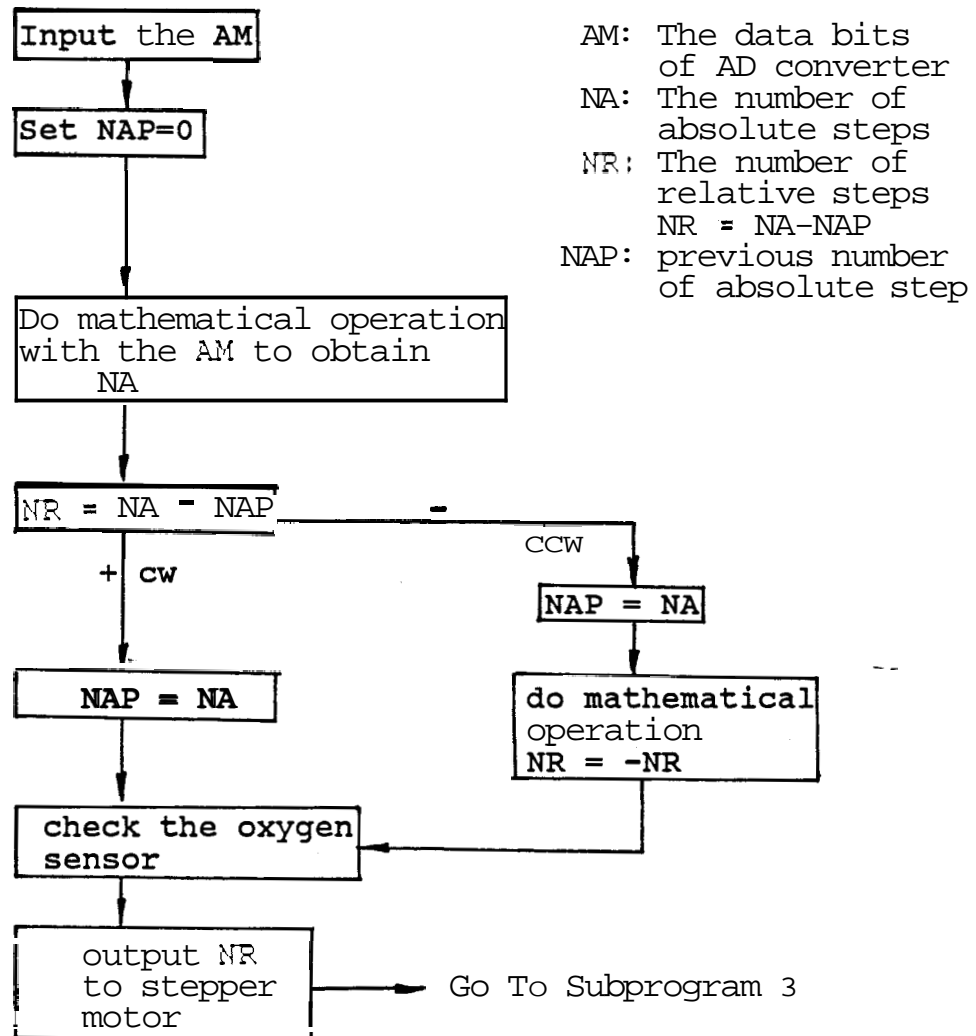 Input the AM
Set NAP=0
Do mathematical operation
with the AM to obtain
NA
NR = NA - NAP
-
CCW
+ CW
NAP = NA
NAP = NA
do mathematical
operation
NR = -NR
check the oxygen
sensor
output NR
to stepper
motor
Go To Subprogram 3
AM: The data bits
of AD converter
NA: The number of
absolute steps
NR: The number of
relative steps
NR = NA-NAP
NAP: previous number
of absolute step